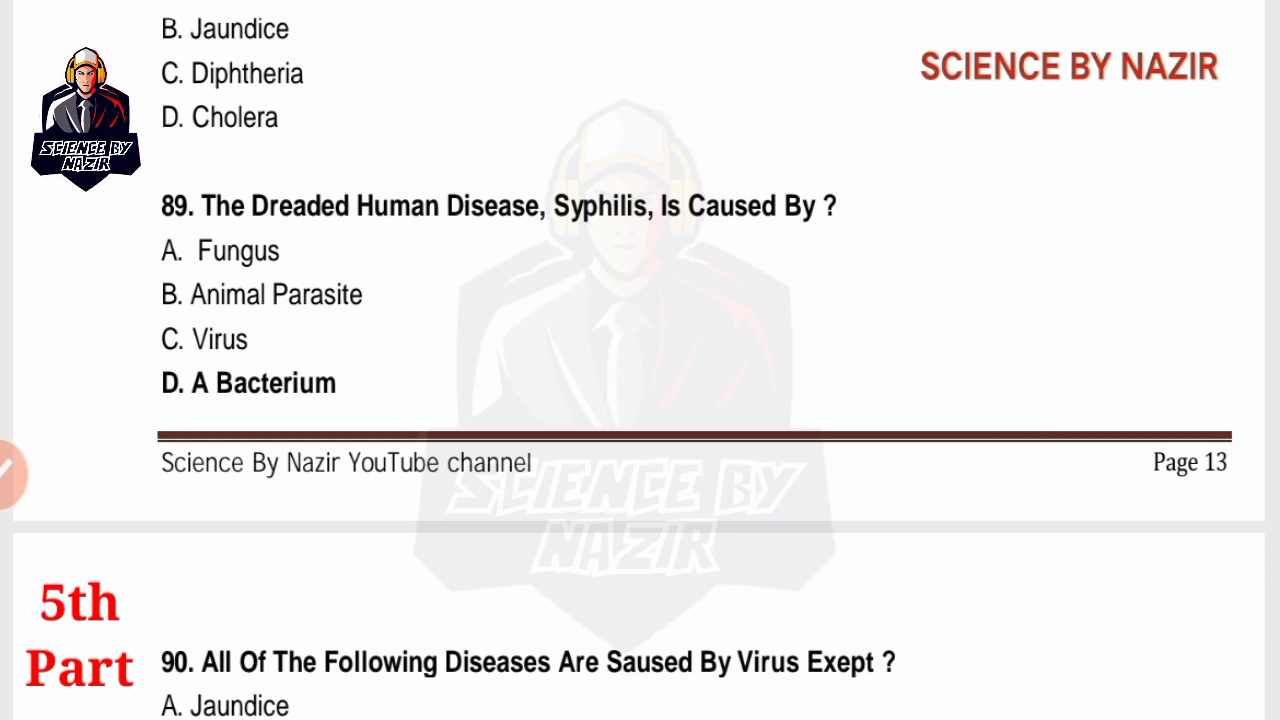 B. Jaundice
C. Diphtheria
D. Cholera
SCIENCE BY NAZIR
SCIENCE BY
NAZIR
89. The Dreaded Human Disease, Syphilis, Is Caused By ?
A. Fungus
B. Animal Parasite
C. Virus
D. A Bacterium
Science By Nazir YouTube channel
Page 13
SCIENCE BY
NAZIR
5th
Part
90. All Of The Following Diseases Are Saused By Virus Exept ?
A. Jaundice